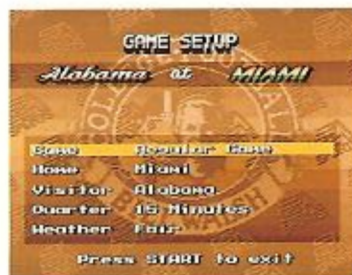 GAME SETUP
Alabama at MIAMI
Game Regular Game
Home Miami
Visitor Alabama
Quarter 15 Minutes
Weather Fair
Press START to exit